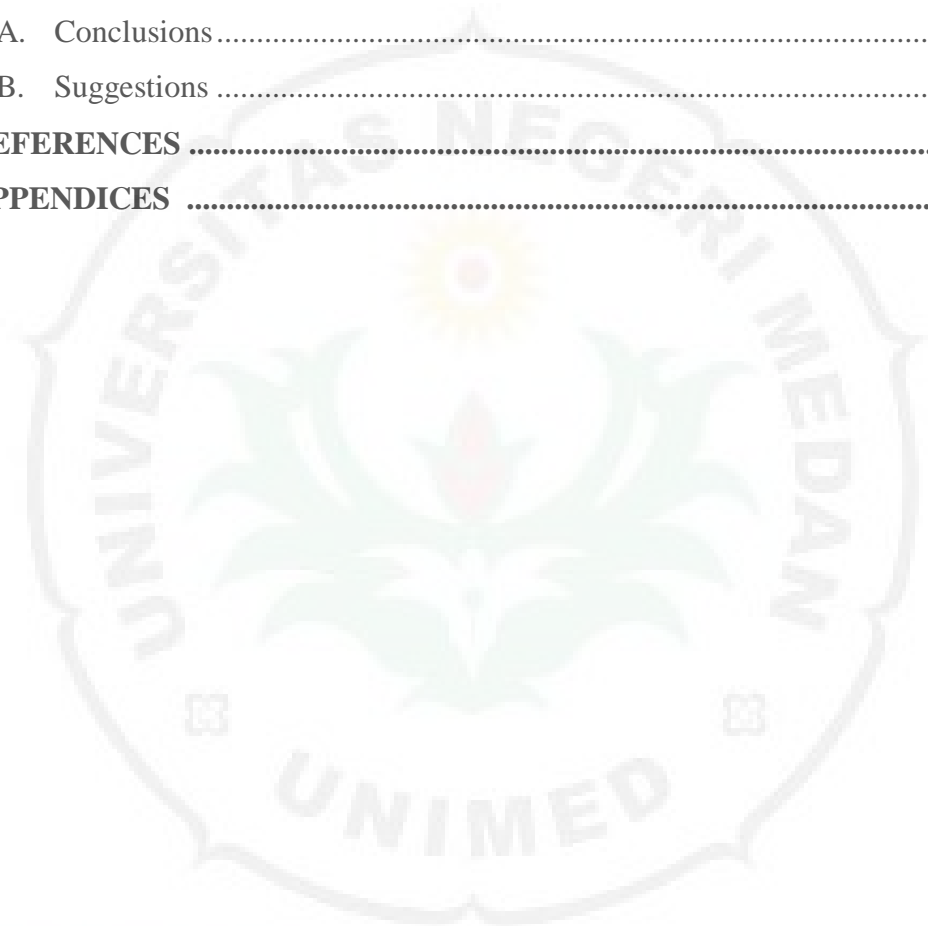 A. Conclusions ................................................................................
B. Suggestions ................................................................................
EFERENCES ................................................................................
PPENDICES ................................................................................
UNIVERSITAS NEGERI MEDAN
UNIMED